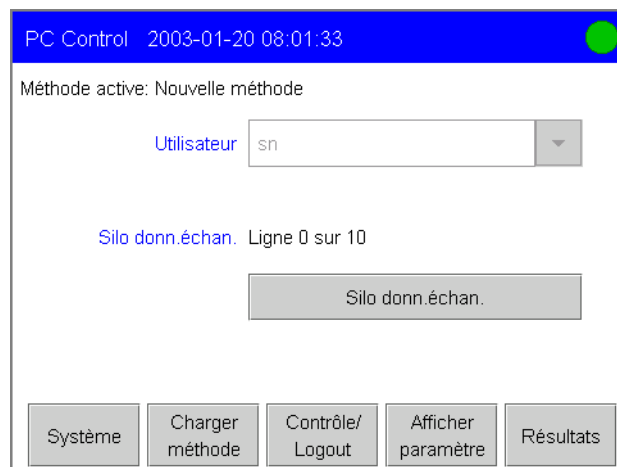 PC Control 2003-01-20 08:01:33
Méthode active: Nouvelle méthode
Utilisateur sn
Silo donn.échan. Ligne 0 sur 10
Silo donn.échan.
Système
Charger
méthode
Contrôle/
Logout
Afficher
paramètre
Résultats